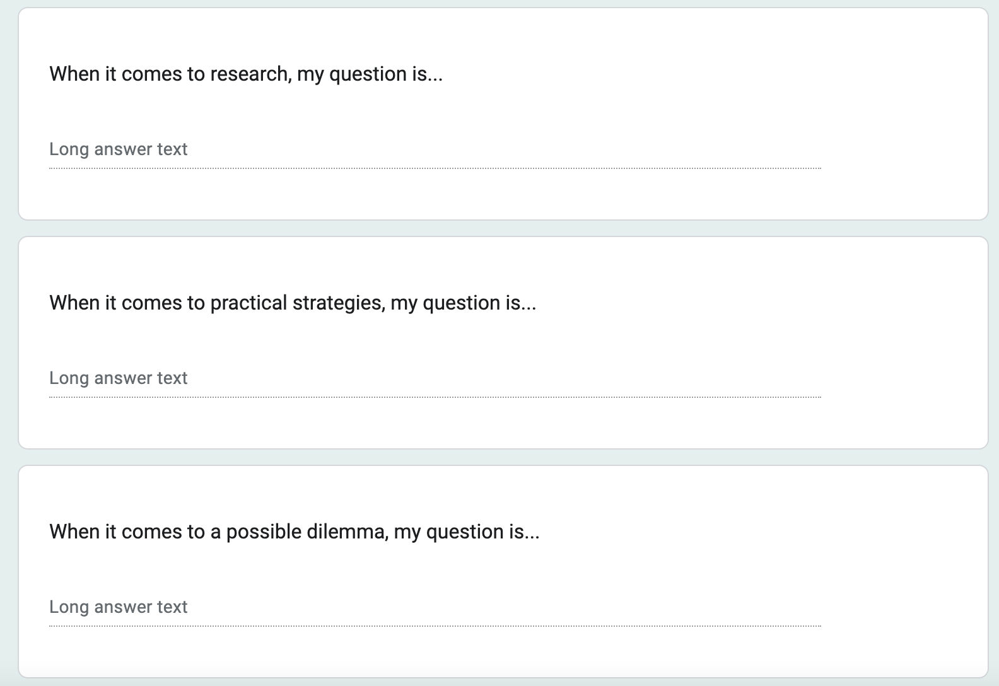 When it comes to research, my question is...
Long answer text
When it comes to practical strategies, my question is...
Long answer text
When it comes to a possible dilemma, my question is...
Long answer text